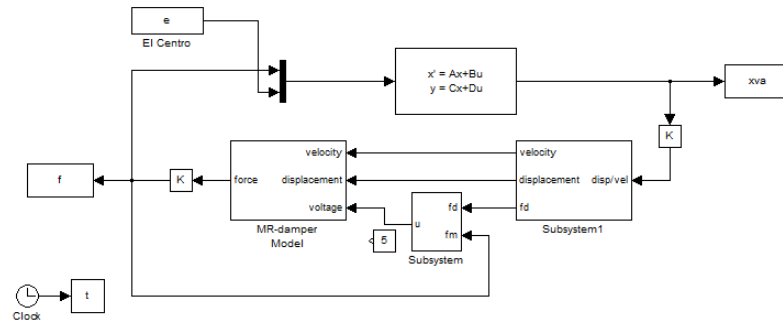 e
El Centro
x' = Ax+Bu
y = Cx+Du
xva
K
velocity
displacement
voltage
force
MR-damper
Model
K
f
velocity
displacement
fd
disp/vel
Subsystem1
fd
fm
u
Subsystem
5
t
Clock